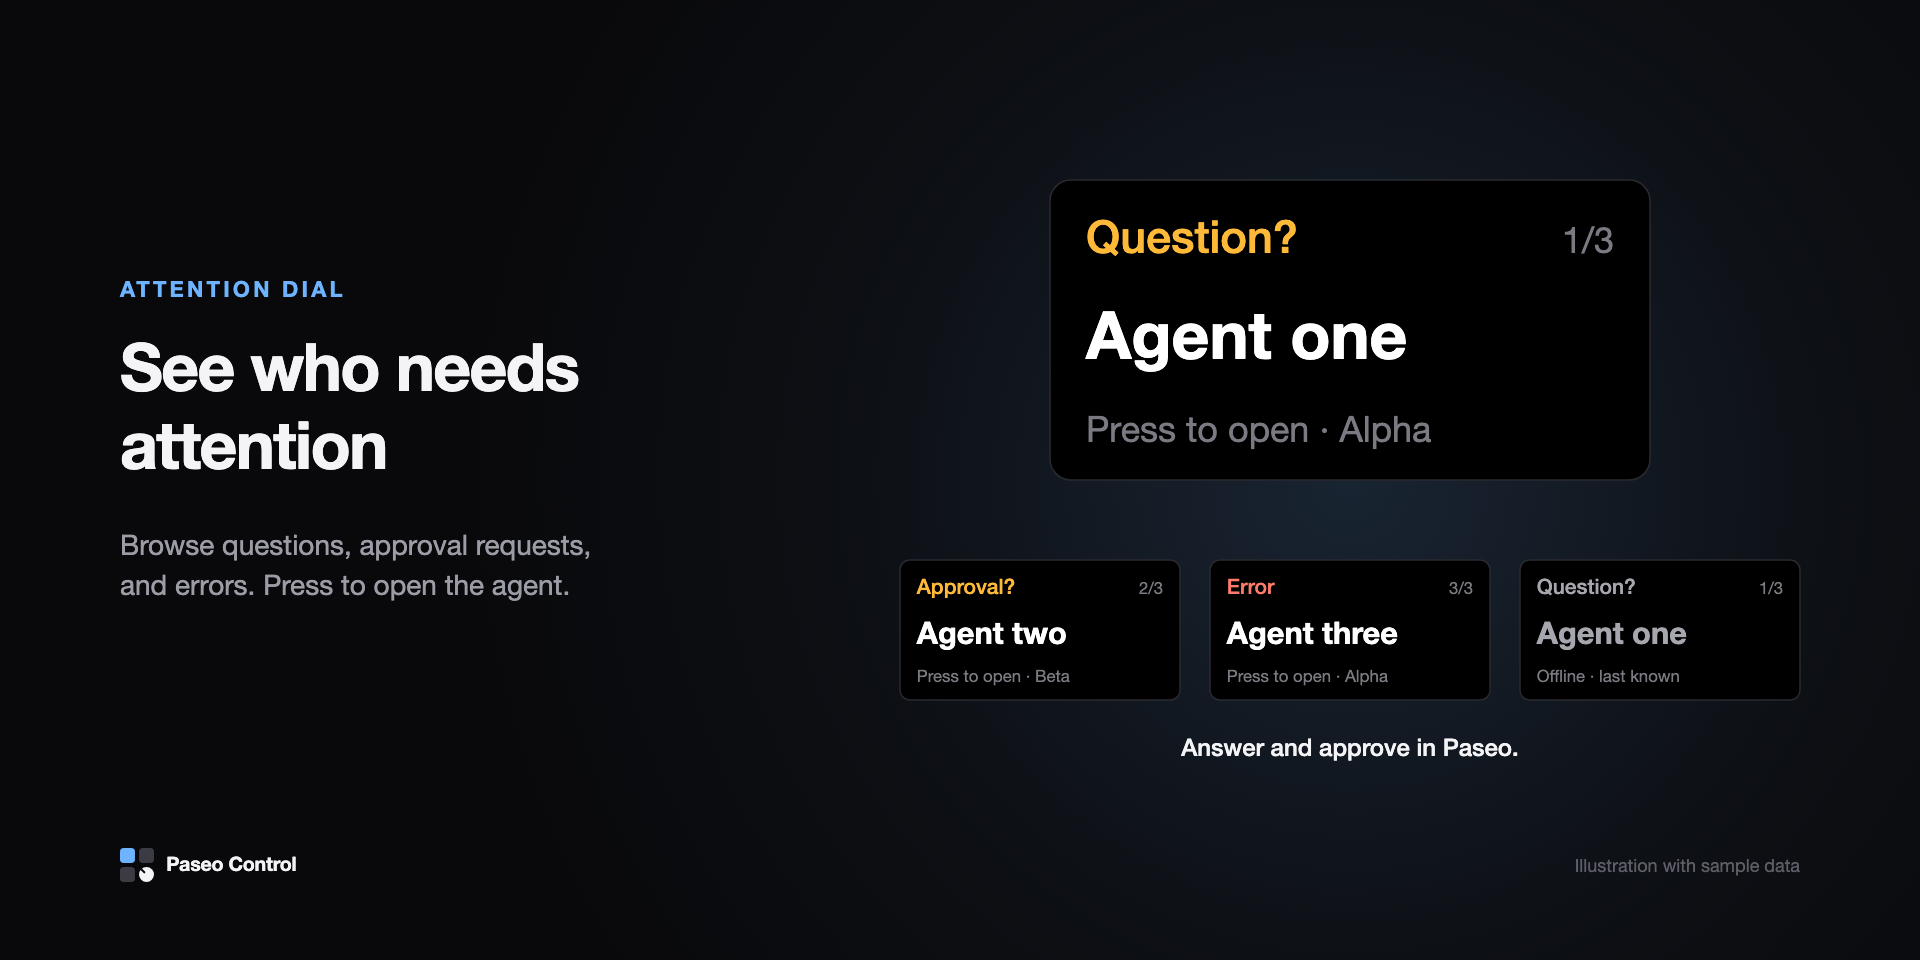 ATTENTION DIAL
See who needs
attention
Browse questions, approval requests,
and errors. Press to open the agent.
Question? 1/3
Agent one
Press to open · Alpha
Approval? 2/3
Agent two
Press to open · Beta
Error 3/3
Agent three
Press to open · Alpha
Question? 1/3
Agent one
Offline · last known
Answer and approve in Paseo.
Paseo Control
Illustration with sample data